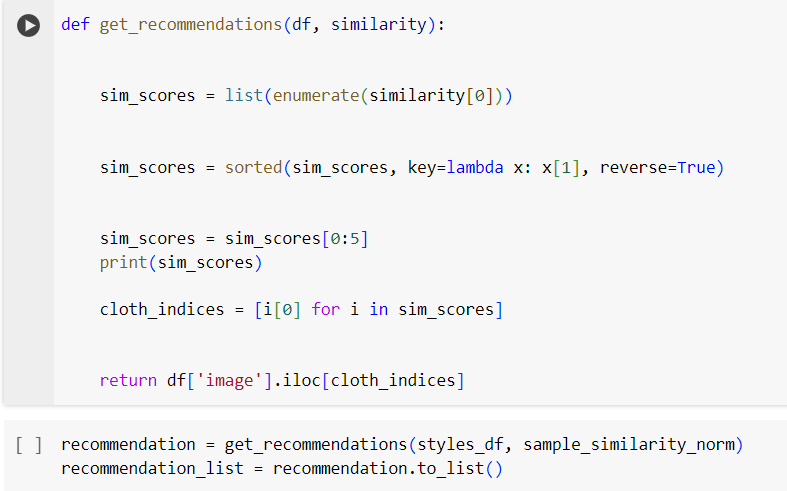 def get_recommendations(df, similarity):
    sim_scores = list(enumerate(similarity[0]))
    sim_scores = sorted(sim_scores, key=lambda x: x[1], reverse=True)
    sim_scores = sim_scores[0:5]
    print(sim_scores)
    cloth_indices = [i[0] for i in sim_scores]
    return df['image'].iloc[cloth_indices]
[ ] recommendation = get_recommendations(styles_df, sample_similarity_norm)
recommendation_list = recommendation.to_list()